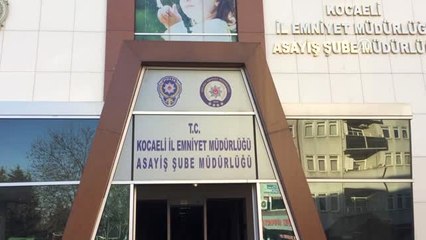 KOCAELİ
İL EMNİYET MÜDÜRLÜĞÜ
ASAYİŞ ŞUBE MÜDÜRLÜĞÜ
T.C.
KOCAELİ İL EMNİYET MÜDÜRLÜĞÜ
ASAYİŞ ŞUBE MÜDÜRLÜĞÜ